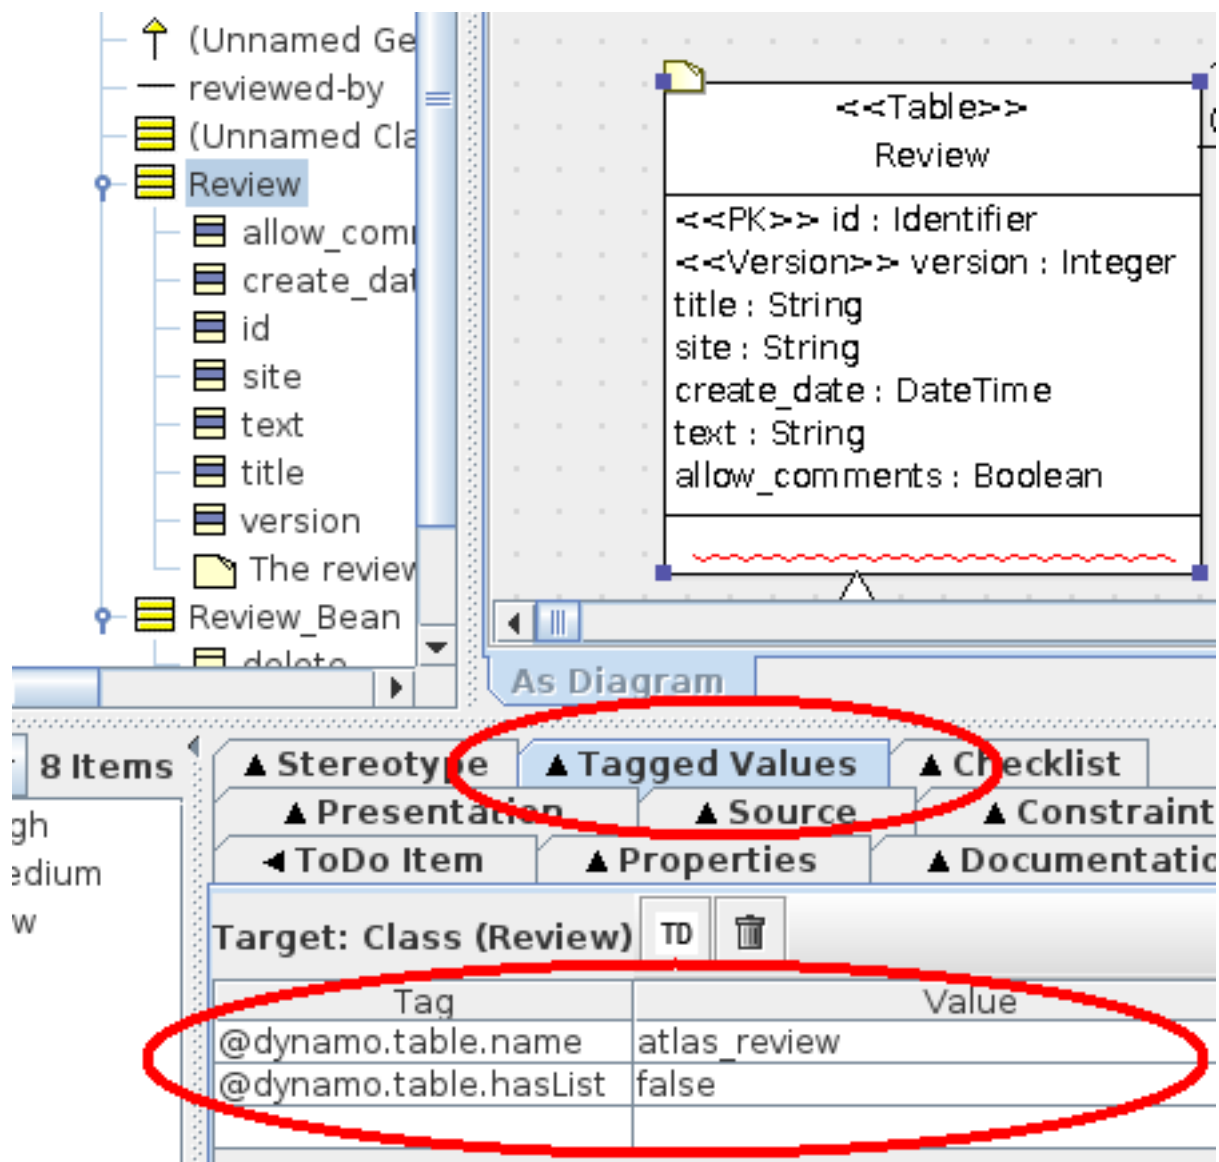 (Unnamed Ge
reviewed-by
(Unnamed Cla
Review
allow_com
create_dat
id
site
text
title
version
The review
Review_Bean
delete
<<Table>>
Review
<<PK>> id : Identifier
<<Version>> version : Integer
title : String
site : String
create_date : DateTime
text : String
allow_comments : Boolean
As Diagram
8 Items
gh
edium
w
Stereotype Tagged Values Checklist
Presentation Source Constraint
ToDo Item Properties Documentatio
Target: Class (Review) TD
Tag Value
@dynamo.table.name atlas_review
@dynamo.table.hasList false